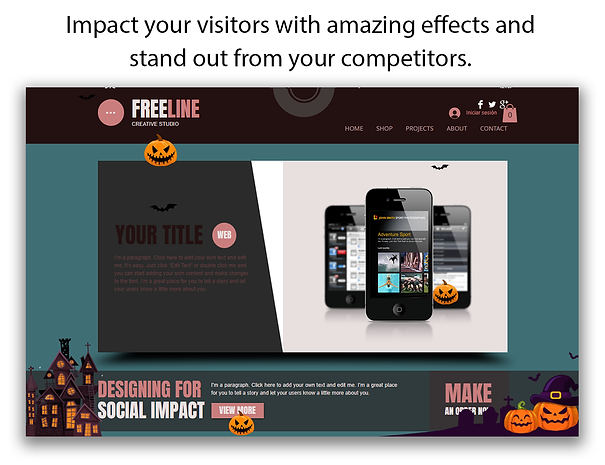 Impact your visitors with amazing effects and
stand out from your competitors.
FREELINE
CREATIVE STUDIO
Iniciar sesión
0
HOME SHOP PROJECTS ABOUT CONTACT
YOUR TITLE
WEB
I'm a paragraph. Click here to add your own text and edit
me. It's easy. Just click "Edit Text" or double click me and
you can start adding your own content and make changes
to the font. I'm a great place for you to tell a story and let
your users know a little more about you.
Adventure Sport
DESIGNING FOR
SOCIAL IMPACT
I'm a paragraph. Click here to add your own text and edit me. I'm a great place
for you to tell a story and let your users know a little more about you.
VIEW MORE
MAKE
AN ORDER NOW